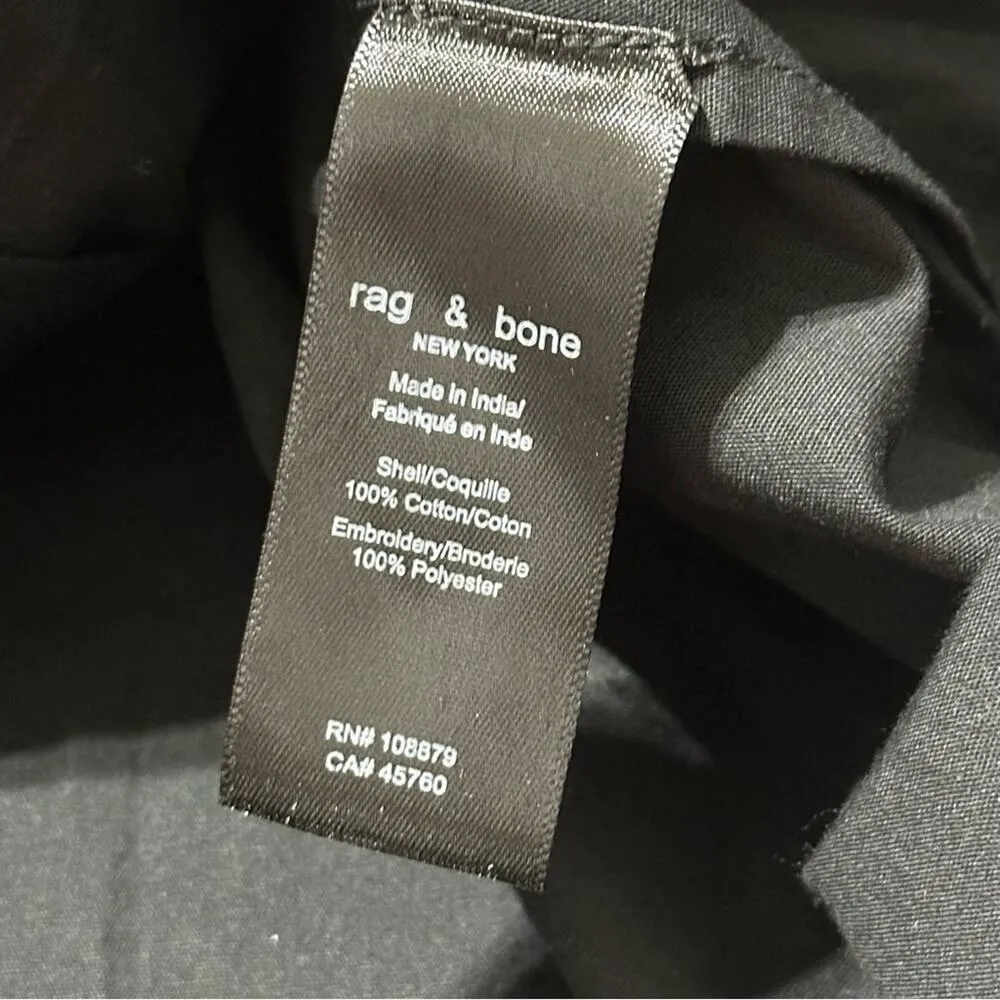 rag & bone
NEW YORK
Made in India/
Fabriqué en Inde
Shell/Coquille
100% Cotton/Coton
Embroidery/Broderie
100% Polyester
RN# 108879
CA# 45760